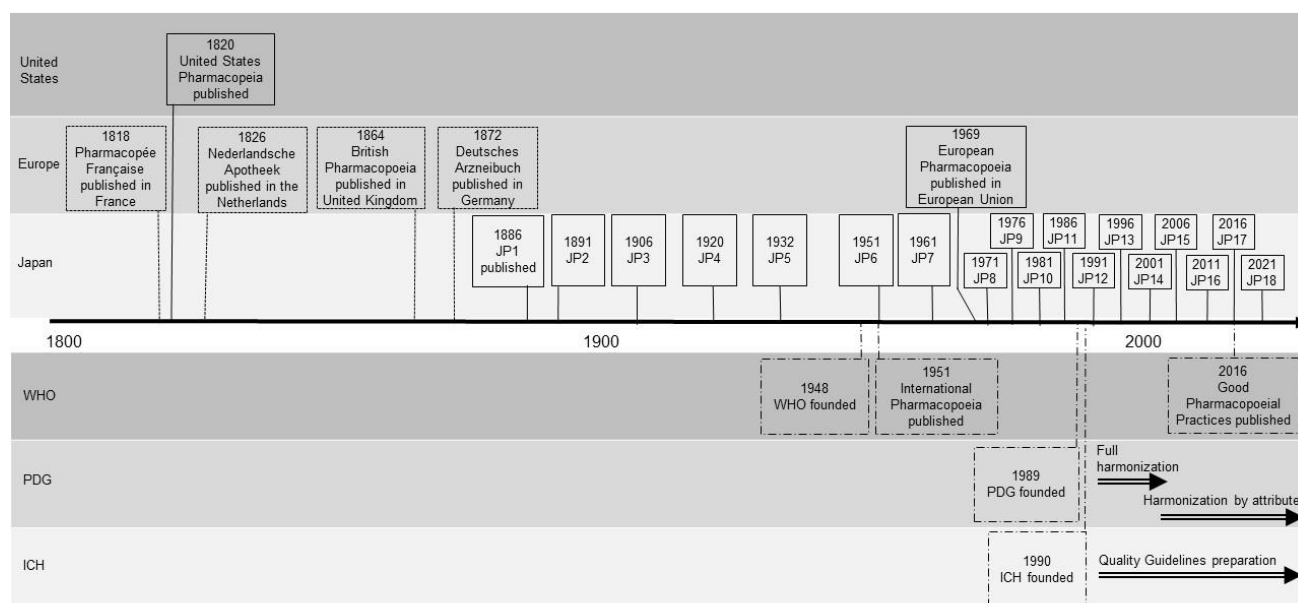 United
States
1820
United States
Pharmacopeia
published
Europe
1818
Pharmacopée
Française
published in
France
1826
Nederlandsche
Apotheek
published in the
Netherlands
1864
British
Pharmacopoeia
published in
United Kingdom
1872
Deutsches
Arzneibuch
published in
Germany
1969
European
Pharmacopoeia
published in
European Union
Japan
1886
JP1
published
1891
JP2
1906
JP3
1920
JP4
1932
JP5
1951
JP6
1961
JP7
1971
JP8
1976
JP9
1981
JP10
1986
JP11
1991
JP12
1996
JP13
2001
JP14
2006
JP15
2011
JP16
2016
JP17
2021
JP18
1800
1900
2000
WHO
1948
WHO founded
1951
International
Pharmacopoeia
published
2016
Good
Pharmacopoeial
Practices published
PDG
1989
PDG founded
Full
harmonization
Harmonization by attribute
ICH
1990
ICH founded
Quality Guidelines preparation